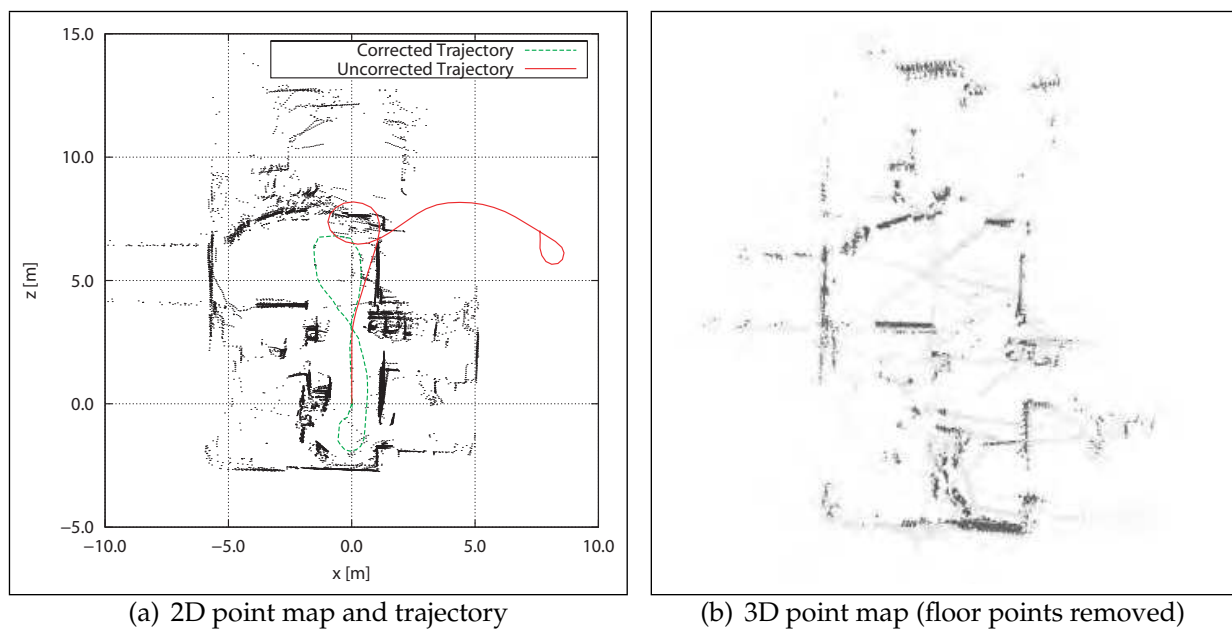 15.0
Corrected Trajectory
Uncorrected Trajectory
10.0
z [m]
5.0
0.0
−5.0
−10.0 −5.0 0.0 5.0 10.0
x [m]
(a) 2D point map and trajectory
(b) 3D point map (floor points removed)